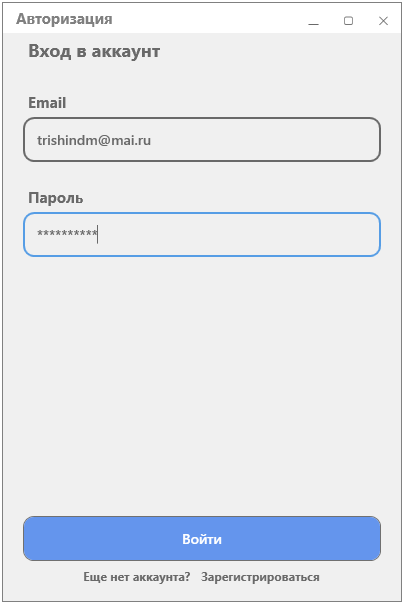 Авторизация
Вход в аккаунт
Email
trishindm@mai.ru
Пароль
**********
Войти
Еще нет аккаунта? Зарегистрироваться